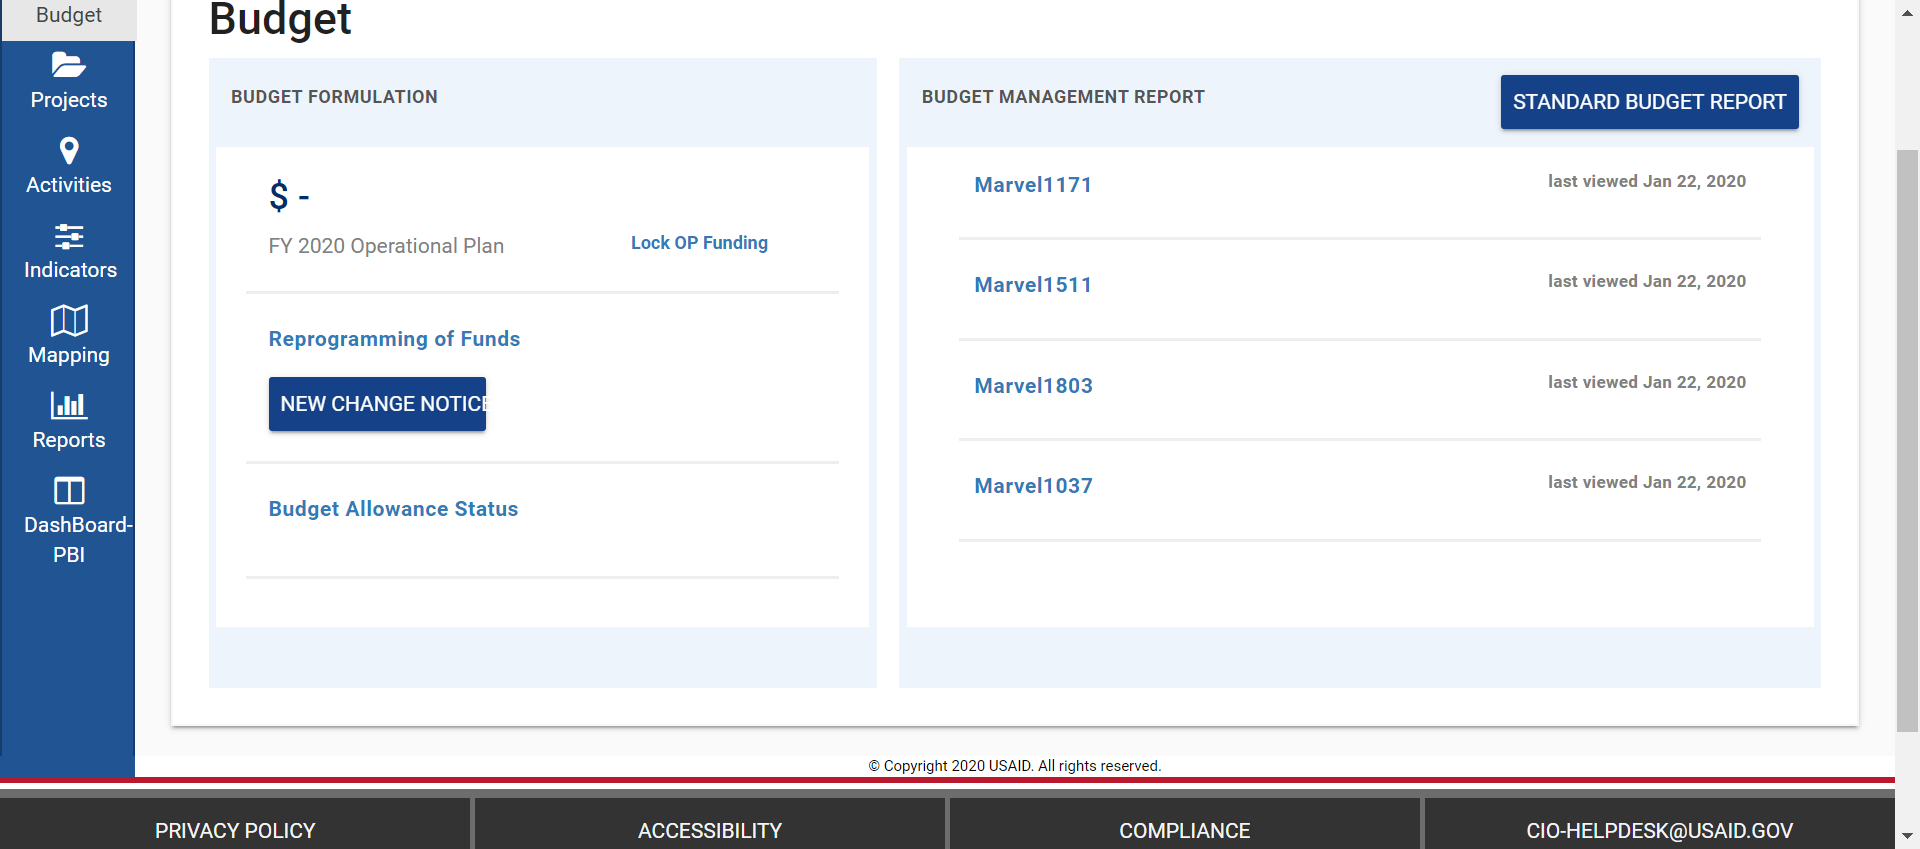 Budget
Projects
Activities
Indicators
Mapping
Reports
DashBoard-
PBI
Budget
BUDGET FORMULATION
$ -
FY 2020 Operational Plan
Lock OP Funding
Reprogramming of Funds
NEW CHANGE NOTICE
Budget Allowance Status
BUDGET MANAGEMENT REPORT
STANDARD BUDGET REPORT
Marvel1171
last viewed Jan 22, 2020
Marvel1511
last viewed Jan 22, 2020
Marvel1803
last viewed Jan 22, 2020
Marvel1037
last viewed Jan 22, 2020
© Copyright 2020 USAID. All rights reserved.
PRIVACY POLICY
ACCESSIBILITY
COMPLIANCE
CIO-HELPDESK@USAID.GOV